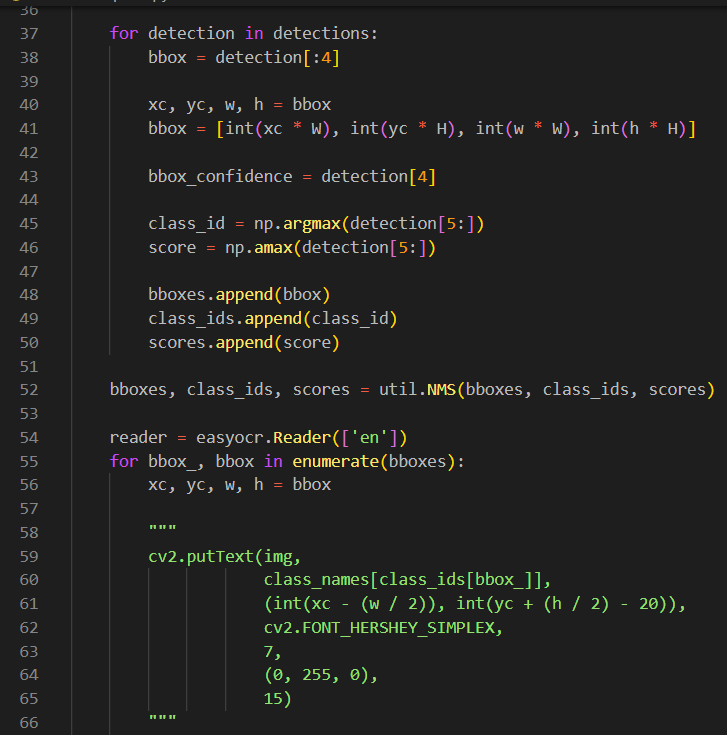 36
37 for detection in detections:
38 bbox = detection[:4]
39
40 xc, yc, w, h = bbox
41 bbox = [int(xc * W), int(yc * H), int(w * W), int(h * H)]
42
43 bbox_confidence = detection[4]
44
45 class_id = np.argmax(detection[5:])
46 score = np.amax(detection[5:])
47
48 bboxes.append(bbox)
49 class_ids.append(class_id)
50 scores.append(score)
51
52 bboxes, class_ids, scores = util.NMS(bboxes, class_ids, scores)
53
54 reader = easyocr.Reader(['en'])
55 for bbox_, bbox in enumerate(bboxes):
56 xc, yc, w, h = bbox
57
58 """
59 cv2.putText(img,
60 class_names[class_ids[bbox_]],
61 (int(xc - (w / 2)), int(yc + (h / 2) - 20)),
62 cv2.FONT_HERSHEY_SIMPLEX,
63 7,
64 (0, 255, 0),
65 15)
66 """